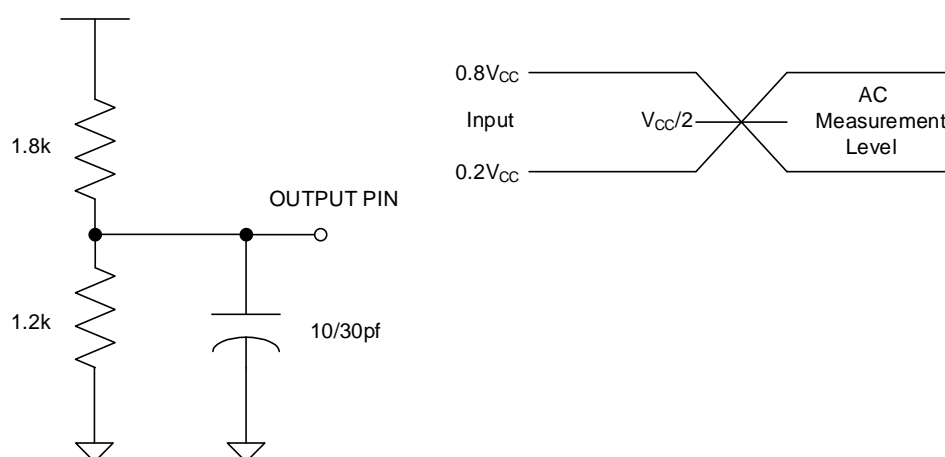 1.8k
OUTPUT PIN
1.2k
10/30pf
0.8VCC
Input
VCC/2
AC
Measurement
Level
0.2VCC